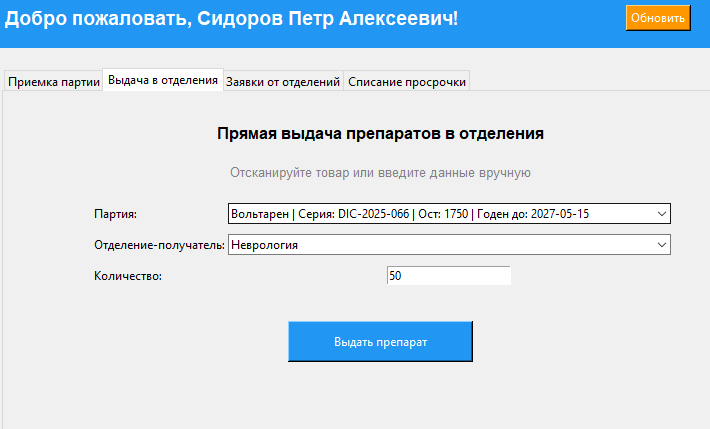 Добро пожаловать, Сидоров Петр Алексеевич!
Обновить
Приемка партии Выдача в отделения Заявки от отделений Списание просрочки
Прямая выдача препаратов в отделения
Отсканируйте товар или введите данные вручную
Партия: Вольтарен | Серия: DIC-2025-066 | Ост: 1750 | Годен до: 2027-05-15
Отделение-получатель: Неврология
Количество: 50
Выдать препарат